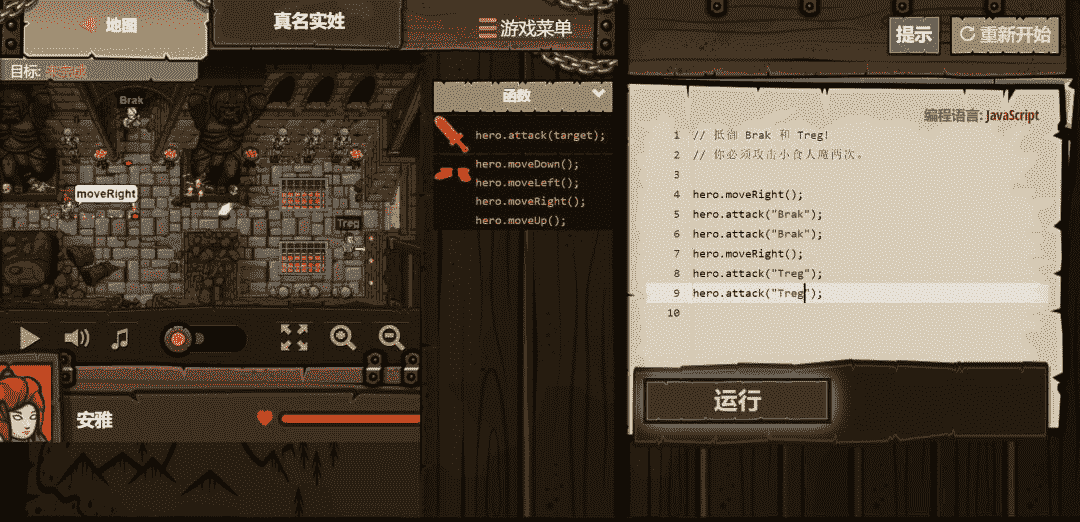 地图
真名实姓
游戏菜单
提示
重新开始
目标: 未完成
Brak
moveRight
Treg
函数
hero.attack(target);
hero.moveDown();
hero.moveLeft();
hero.moveRight();
hero.moveUp();
编程语言: JavaScript
1 // 抵御 Brak 和 Treg!
2 // 你必须攻击小食人魔两次。
3
4 hero.moveRight();
5 hero.attack("Brak");
6 hero.attack("Brak");
7 hero.moveRight();
8 hero.attack("Treg");
9 hero.attack("Treg");
10
运行
安雅